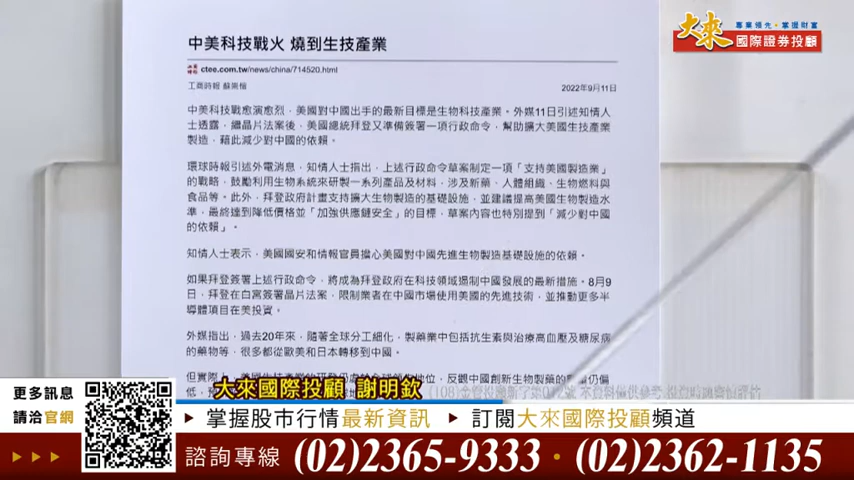 中美科技戰火 燒到生技產業
ctee.com.tw/news/china/714520.html
工商時報 蘇崇愷
2022年9月11日
中美科技戰愈演愈烈，美國對中國出手的最新目標是生物科技產業。外媒11日引述知情人
士透露，繼晶片法案後，美國總統拜登又準備簽署一項行政命令，幫助擴大美國生技產業
製造，藉此減少對中國的依賴。
環球時報引述外電消息，知情人士指出，上述行政命令草案制定一項「支持美國製造業」
的戰略，鼓勵利用生物系統來研製一系列產品及材料，涉及新藥、人體組織、生物燃料與
食品等。此外，拜登政府計畫支持擴大生物製造的基礎設施，並建議提高美國生物製造水
準，最終達到降低價格並「加強供應鏈安全」的目標，草案內容也特別提到「減少對中國
的依賴」。
知情人士表示，美國國安和情報官員擔心美國對中國先進生物製造基礎設施的依賴。
如果拜登簽署上述行政命令，將成為拜登政府在科技領域遏制中國發展的最新措施。8月9
日，拜登在白宮簽署晶片法案，限制業者在中國市場使用美國的先進技術，並推動更多半
導體項目在美投資。
外媒指出，過去20年來，隨著全球分工細化，製藥業中包括抗生素與治療高血壓及糖尿病
的藥物等，很多都從歐美和日本轉移到中國。
大來
專業領先·掌握財富
國際證券投顧
大來國際投顧 謝明欽
更多訊息
請洽官網
掌握股市行情最新資訊
訂閱大來國際投顧頻道
諮詢專線 (02)2365-9333·(02)2362-1135